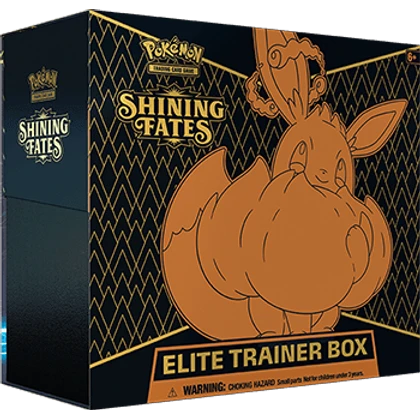 Pokémon
TRADING CARD GAME
SHINING
FATES
6+
Pokémon
SHINING
FATES
ELITE TRAINER BOX
⚠ WARNING: CHOKING HAZARD Small parts Not for children under 3 years.